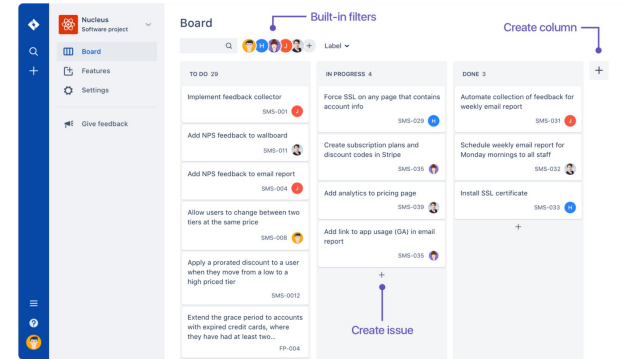 Nucleus
Software project
Board
Features
Settings
Give feedback
Board
Built-in filters
Create column
H
J
+
Label
TO DO 29
Implement feedback collector
SMS-001 J
Add NPS feedback to wallboard
SMS-011
Add NPS feedback to email report
SMS-004 J
Allow users to change between two
tiers at the same price
SMS-008
Apply a prorated discount to a user
when they move from a low to a
high priced tier
SMS-0012
Extend the grace period to accounts
with expired credit cards, where
they have had at least two...
FP-004
IN PROGRESS 4
Force SSL on any page that contains
account info
SMS-029 H
Create subscription plans and
discount codes in Stripe
SMS-035
Add analytics to pricing page
SMS-039
Add link to app usage (GA) in email
report
SMS-035
+
Create issue
DONE 3
Automate collection of feedback for
weekly email report
SMS-031 J
Schedule weekly email report for
Monday mornings to all staff
SMS-032
Install SSL certificate
SMS-033 H
+
+